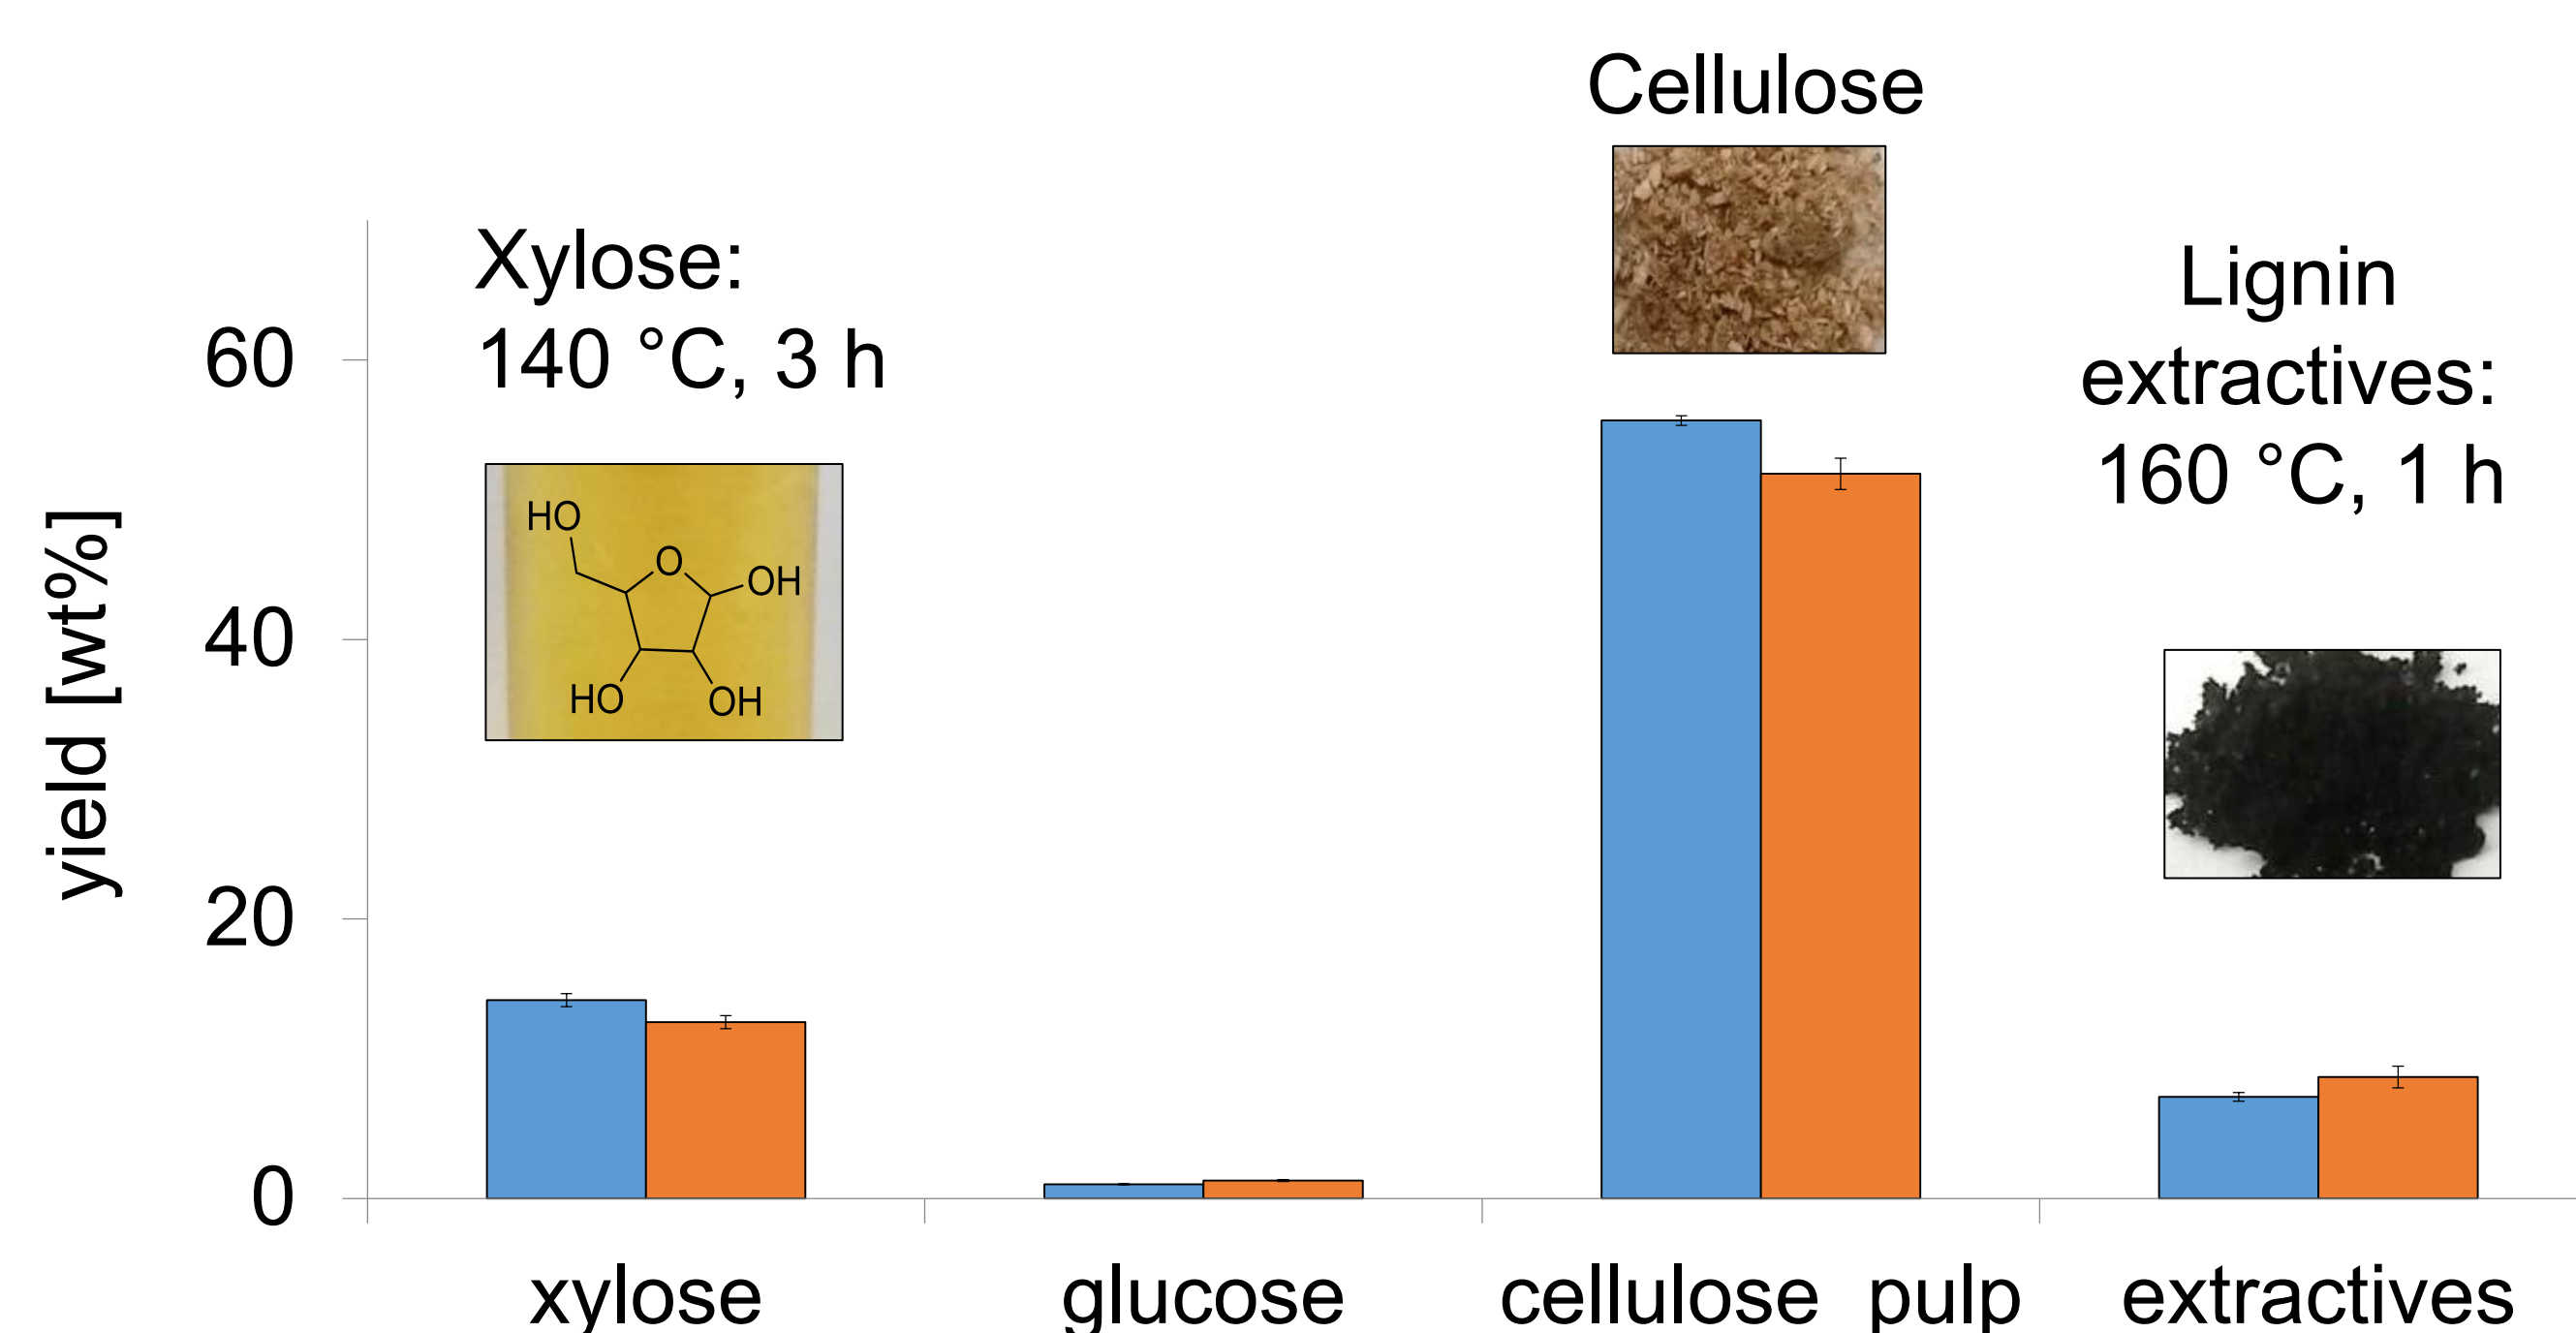 Cellulose
Xylose:
140 °C, 3 h
Lignin
extractives:
160 °C, 1 h
yield [wt%]
60
40
20
0
HO
O
OH
HO
OH
xylose
glucose
cellulose pulp
extractives